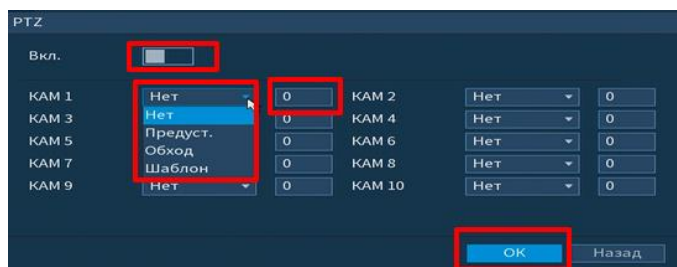 PTZ
Вкл.
КАМ 1 Нет 0 КАМ 2 Нет 0
КАМ 3 Нет 0 КАМ 4 Нет 0
КАМ 5 Предуст. 0 КАМ 6 Нет 0
Обход
КАМ 7 Шаблон 0 КАМ 8 Нет 0
КАМ 9 Нет 0 КАМ 10 Нет 0
OK Назад